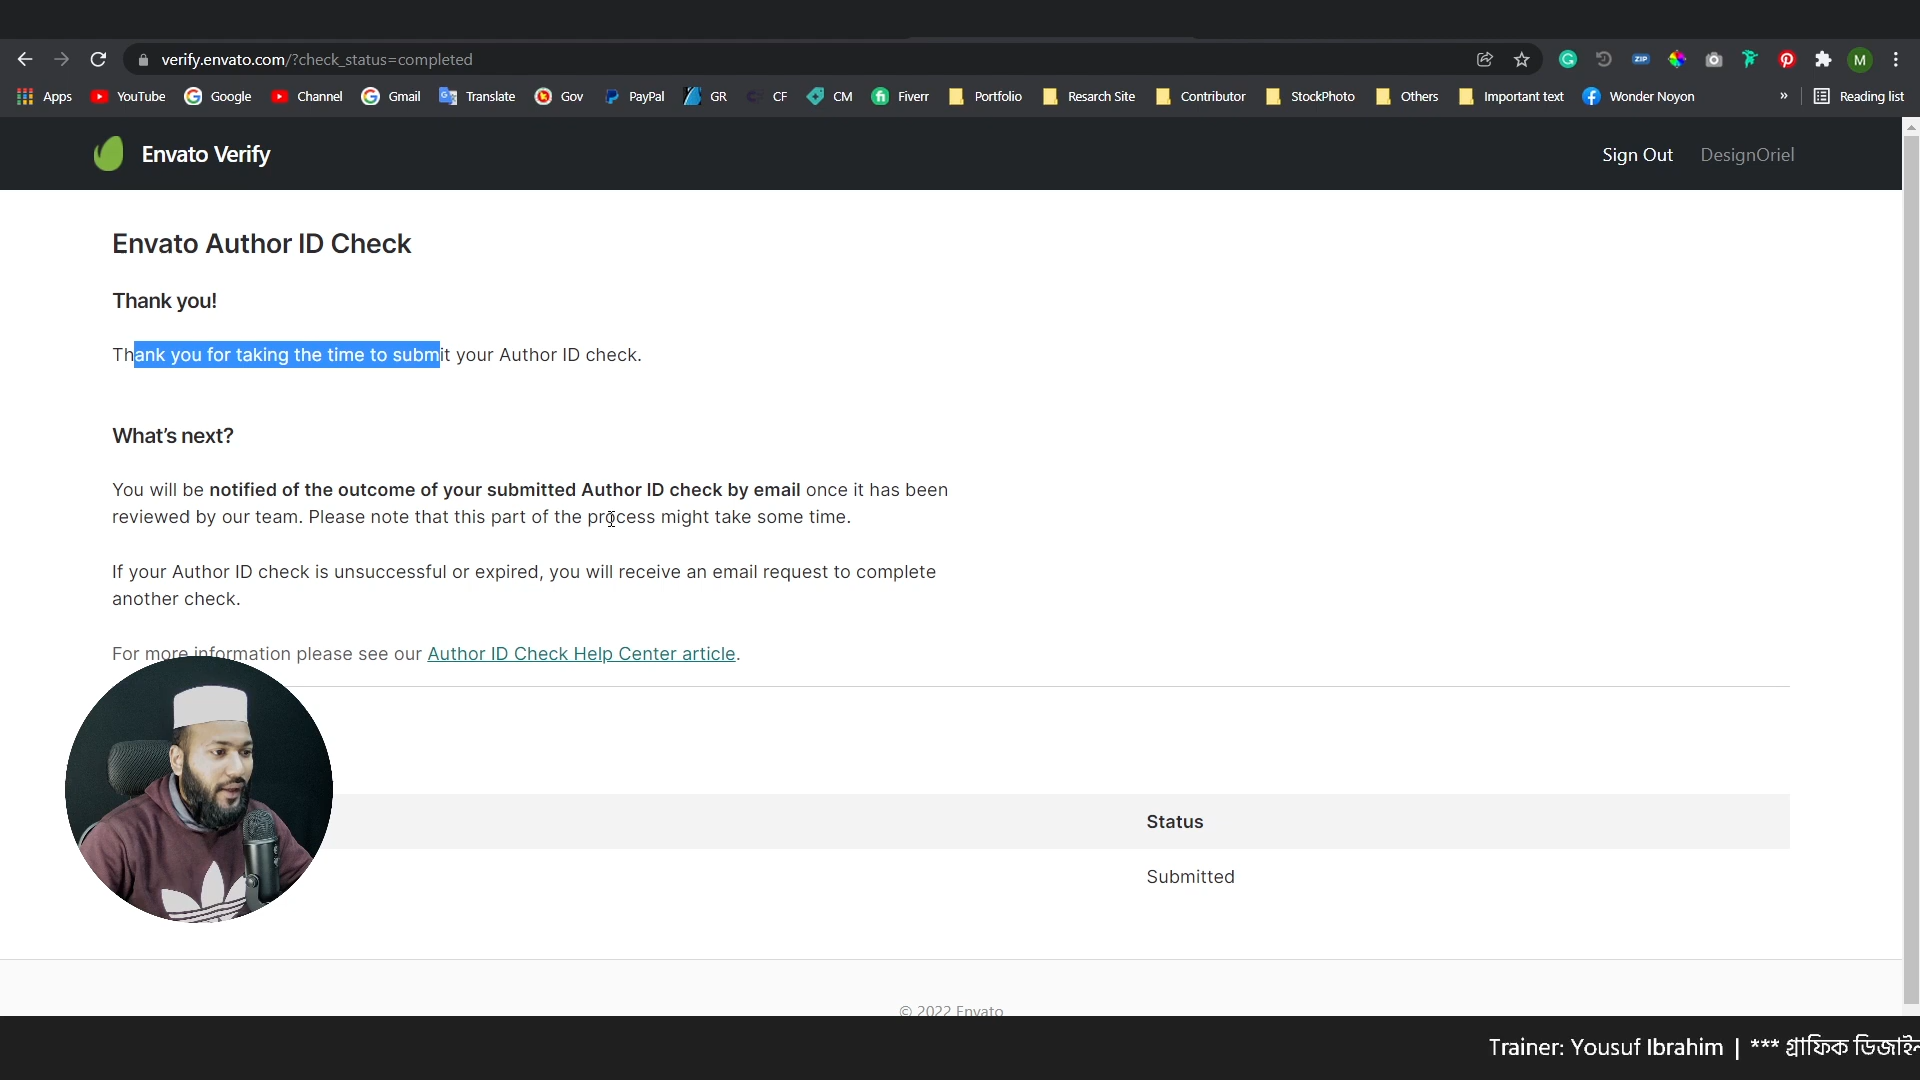 verify.envato.com/?check_status=completed
ZIP
M
Apps YouTube Google Channel Gmail Translate Gov PayPal GR CF CM Fiverr Portfolio Resarch Site Contributor StockPhoto Others Important text Wonder Noyon » Reading list
Envato Verify Sign Out DesignOriel
Envato Author ID Check
Thank you!
Thank you for taking the time to submit your Author ID check.
What's next?
You will be notified of the outcome of your submitted Author ID check by email once it has been
reviewed by our team. Please note that this part of the process might take some time.
If your Author ID check is unsuccessful or expired, you will receive an email request to complete
another check.
For more information please see our Author ID Check Help Center article.
Status
Submitted
© 2022 Envato
Trainer: Yousuf Ibrahim | *** গ্রাফিক ডিজাইন